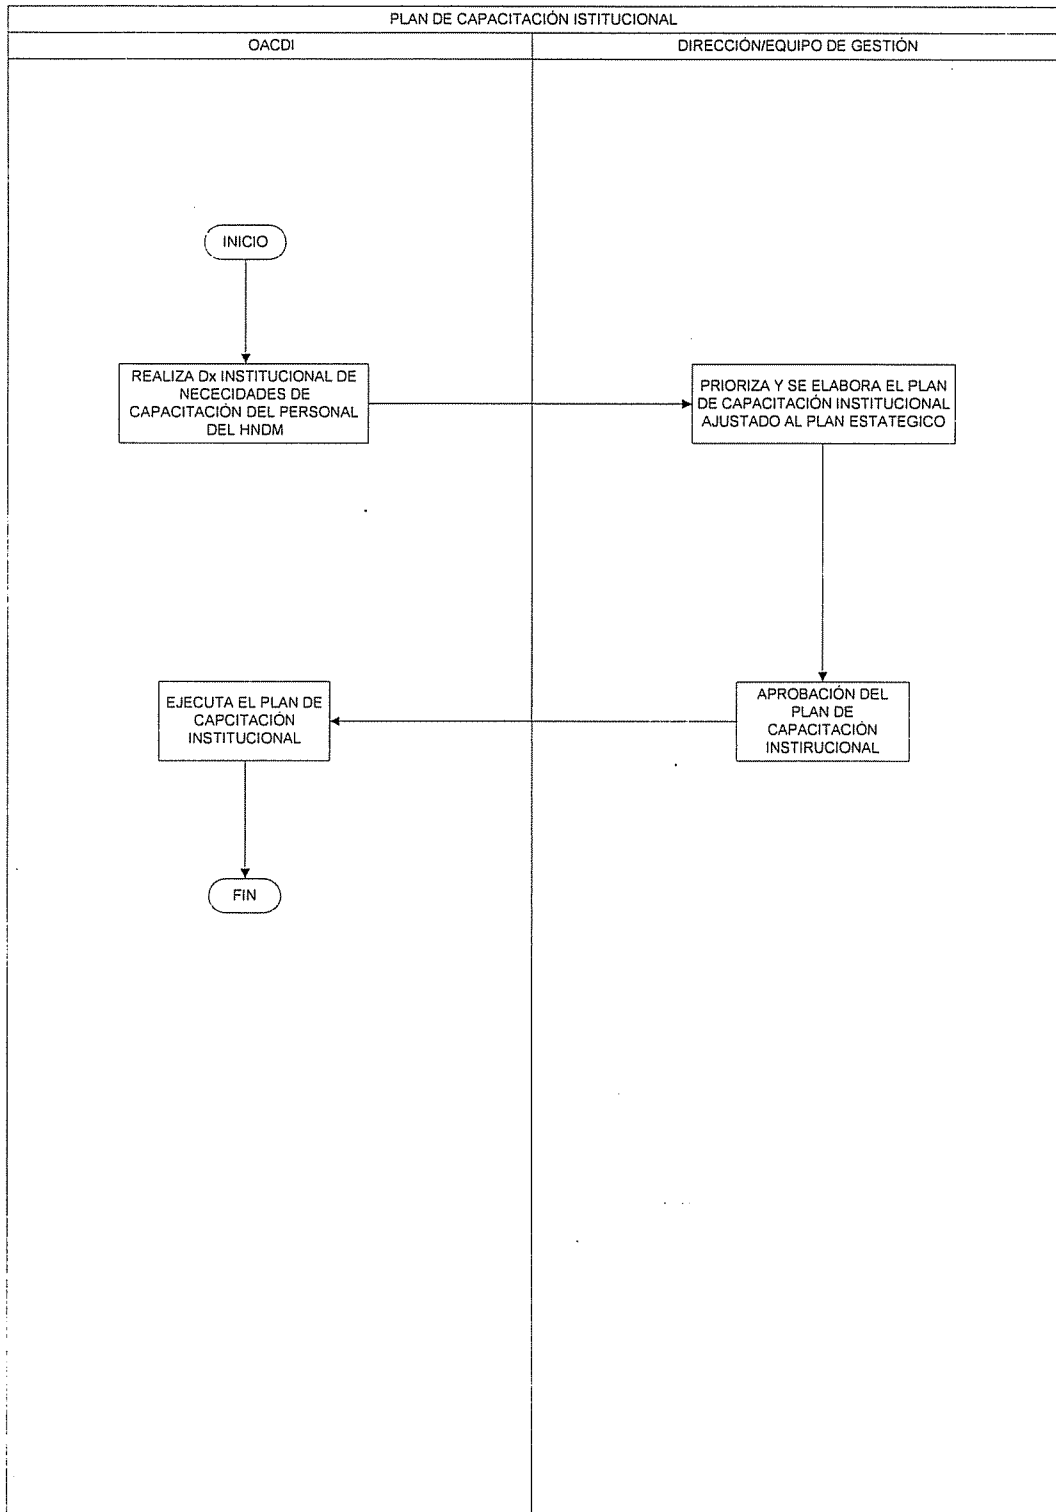 PLAN DE CAPACITACIÓN ISTITUCIONAL
OACDI
DIRECCIÓN/EQUIPO DE GESTIÓN
INICIO
REALIZA Dx INSTITUCIONAL DE
NECECIDADES DE
CAPACITACIÓN DEL PERSONAL
DEL HNDM
PRIORIZA Y SE ELABORA EL PLAN
DE CAPACITACIÓN INSTITUCIONAL
AJUSTADO AL PLAN ESTATEGICO
EJECUTA EL PLAN DE
CAPCITACIÓN
INSTITUCIONAL
APROBACIÓN DEL
PLAN DE
CAPACITACIÓN
INSTIRUCIONAL
FIN